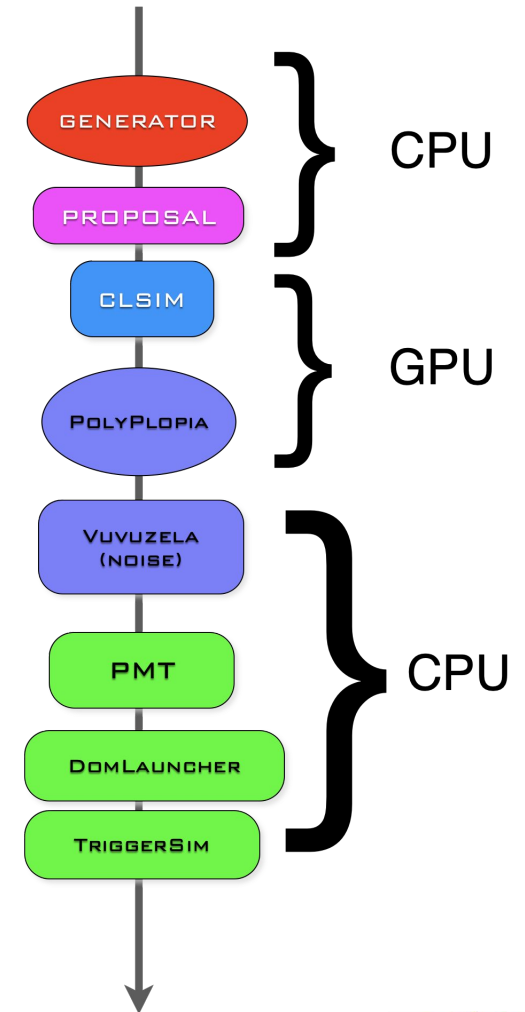 GENERATOR
CPU
PROPOSAL
CLSIM
GPU
POLYPLOPIA
VUVUZELA
(NOISE)
PMT
CPU
DOMLAUNCHER
TRIGGERSIM